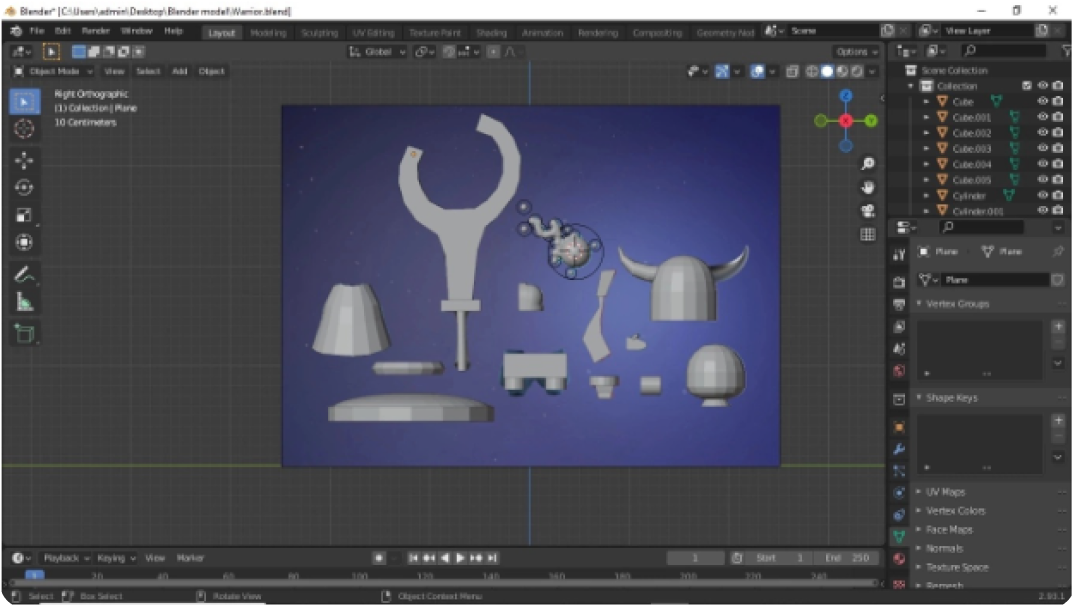 Blender* [C:\Users\admin\Desktop\Blender model\Warrior.blend]
File Edit Render Window Help Layout Modeling Sculpting UV Editing Texture Paint Shading Animation Rendering Compositing Geometry Nod Scene View Layer
Global Options
Object Mode View Select Add Object
Scene Collection
Collection
Cube
Cube.001
Cube.002
Cube.003
Cube.004
Cube.005
Cylinder
Cylinder.001
Right Orthographic
(1) Collection | Plane
10 Centimeters
X
Y
Z
Plane Plane
Plane
Vertex Groups
Shape Keys
UV Maps
Vertex Colors
Face Maps
Normals
Texture Space
Remesh
Playback Keying View Marker 1 Start 1 End 250
1 20 40 60 80 100 120 140 160 180 200 220 240
Select Box Select Rotate View Object Context Menu 2.93.1